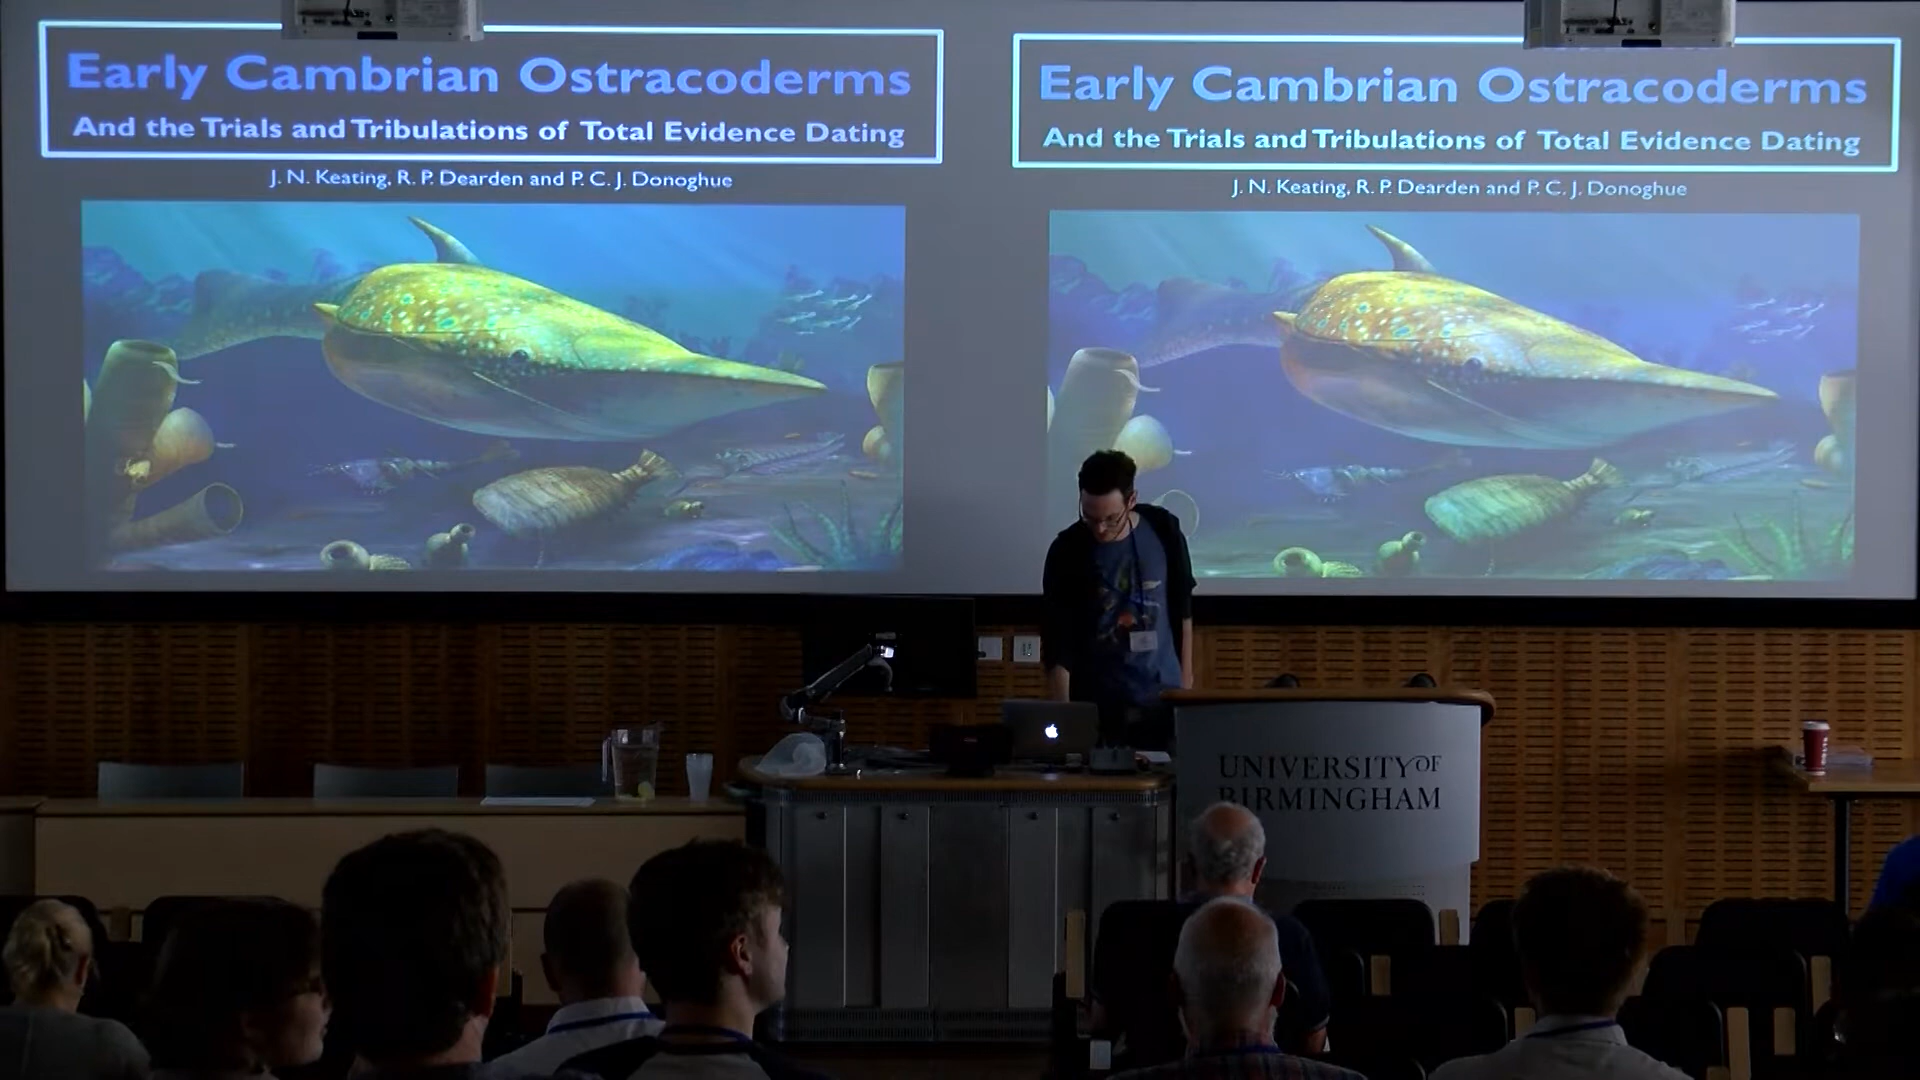 Early Cambrian Ostracoderms
And the Trials and Tribulations of Total Evidence Dating
J. N. Keating, R. P. Dearden and P. C. J. Donoghue
Early Cambrian Ostracoderms
And the Trials and Tribulations of Total Evidence Dating
J. N. Keating, R. P. Dearden and P. C. J. Donoghue
UNIVERSITY OF
BIRMINGHAM